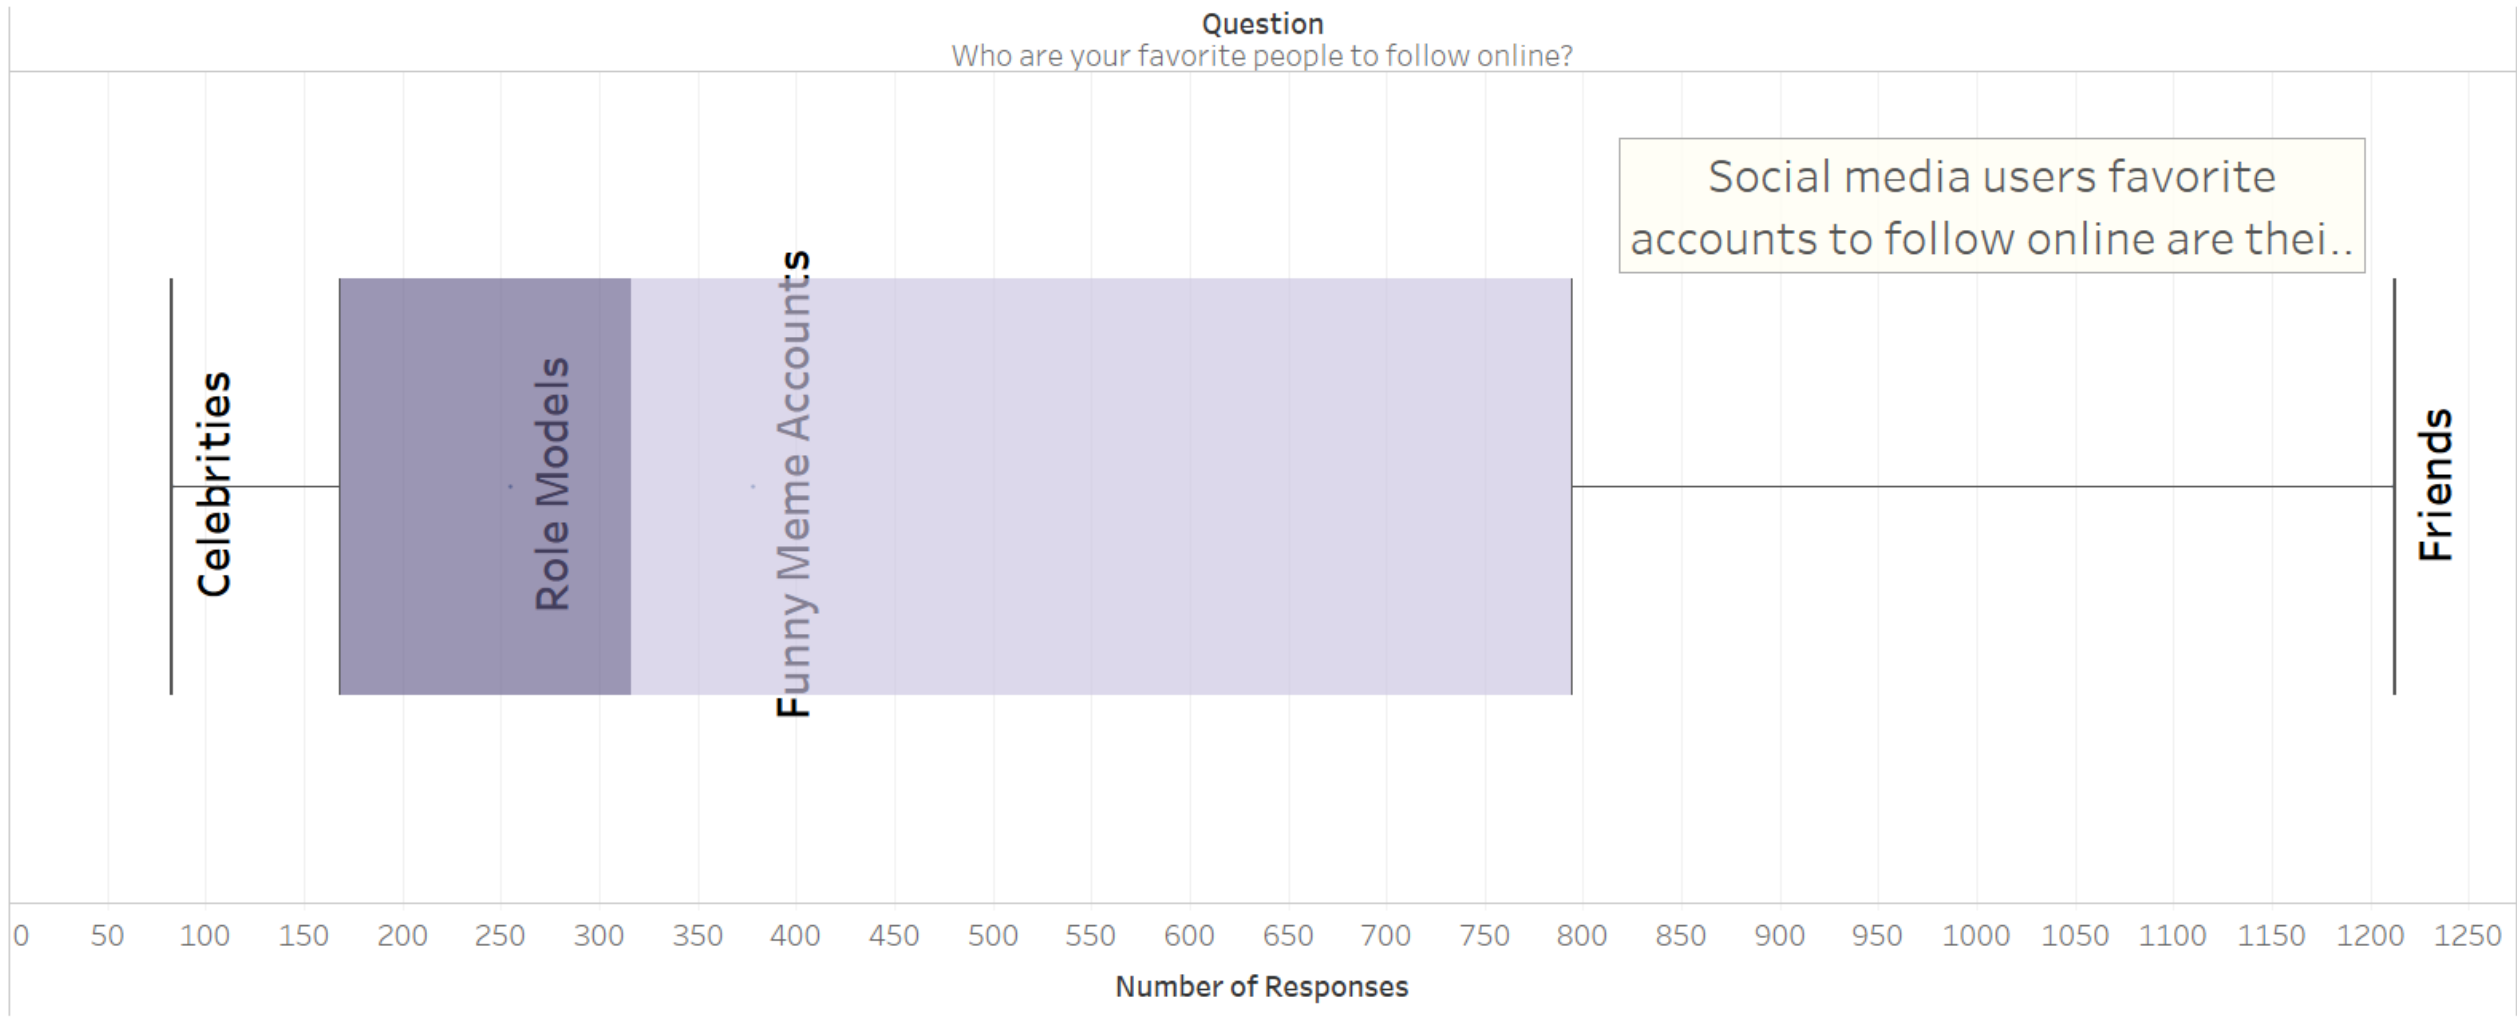 Question
Who are your favorite people to follow online?
Social media users favorite
accounts to follow online are thei..
Celebrities
Role Models
Funny Meme Accounts
Friends
0 50 100 150 200 250 300 350 400 450 500 550 600 650 700 750 800 850 900 950 1000 1050 1100 1150 1200 1250
Number of Responses